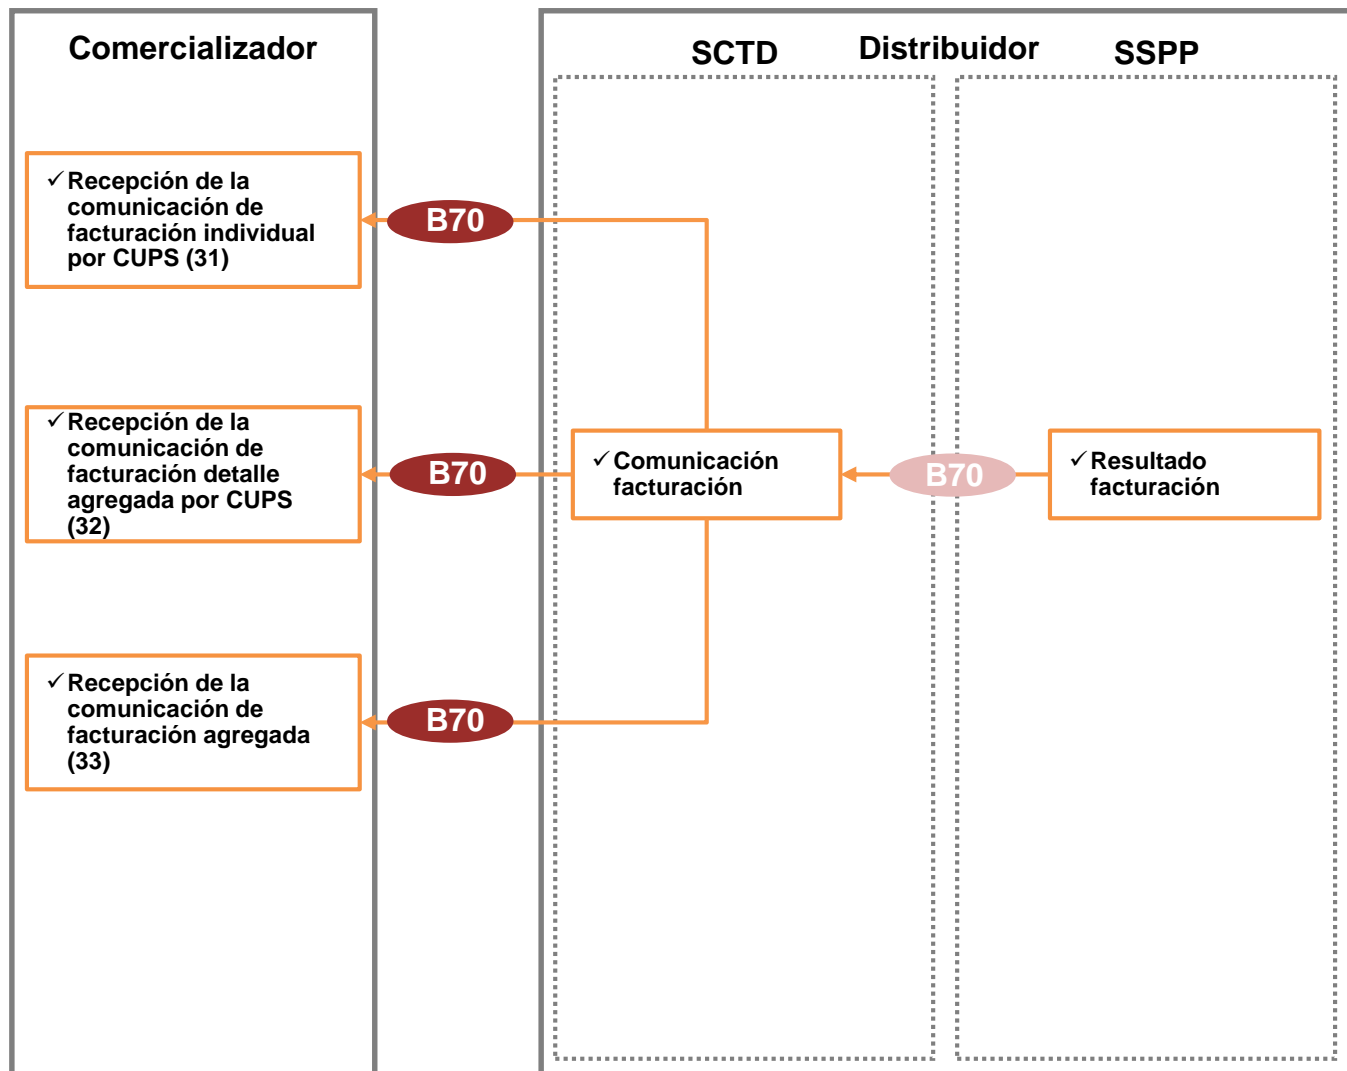 Comercializador
SCTD
Distribuidor
SSPP
✓ Recepción de la
comunicación de
facturación individual
por CUPS (31)
B70
✓ Recepción de la
comunicación de
facturación detalle
agregada por CUPS
(32)
B70
✓ Comunicación
facturación
B70
✓ Resultado
facturación
✓ Recepción de la
comunicación de
facturación agregada
(33)
B70